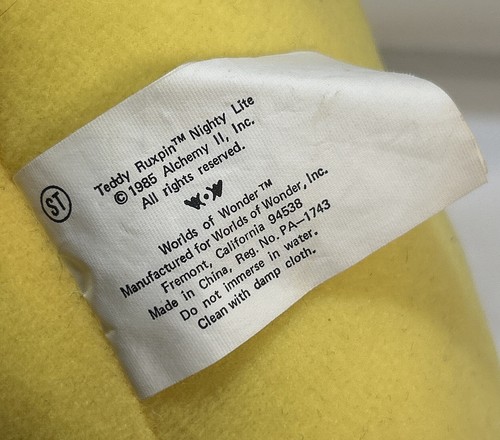 ST
Teddy Ruxpin™ Nighty Lite
© 1985 Alchemy II, Inc.
All rights reserved.
W•W
Worlds of Wonder™
Manufactured for Worlds of Wonder, Inc.
Fremont, California 94538
Made in China, Reg. No. PA-1743
Do not immerse in water.
Clean with damp cloth.